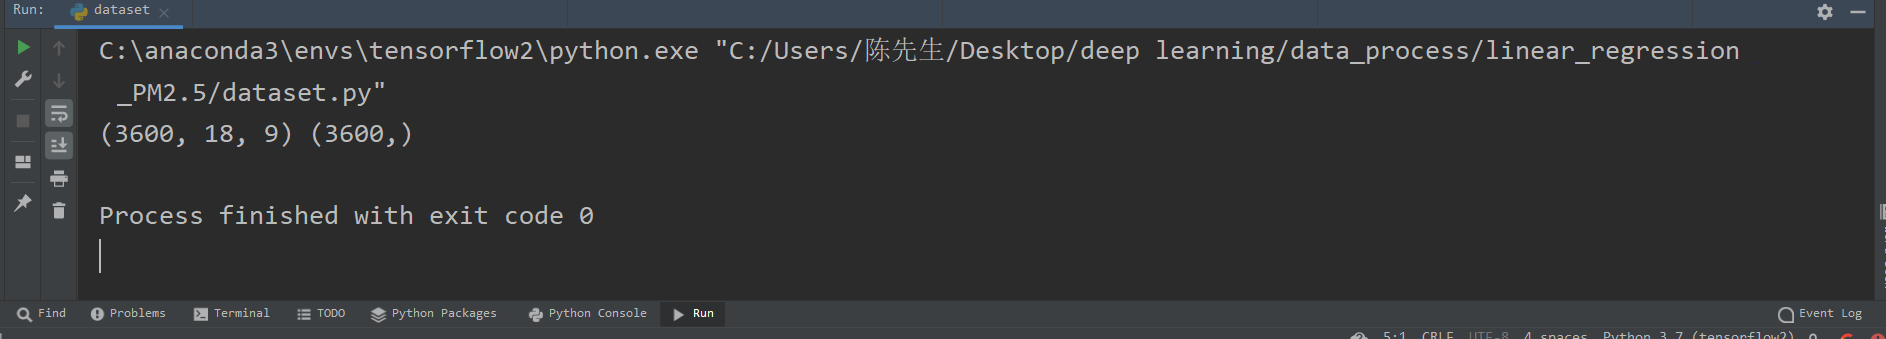 Run: dataset
C:\anaconda3\envs\tensorflow2\python.exe "C:/Users/陈先生/Desktop/deep learning/data_process/linear_regression
_PM2.5/dataset.py"
(3600, 18, 9) (3600,)
Process finished with exit code 0
Find Problems Terminal TODO Python Packages Python Console Run Event Log
5:1 CRLF UTF-8 4 spaces Python 3.7 (tensorflow2)